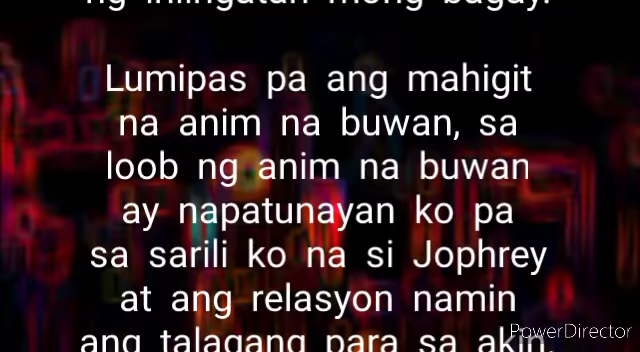 ng iniingatan mong bagay.
Lumipas pa ang mahigit
na anim na buwan, sa
loob ng anim na buwan
ay napatunayan ko pa
sa sarili ko na si Jophrey
at ang relasyon namin
ang talagang para sa akin.
PowerDirector